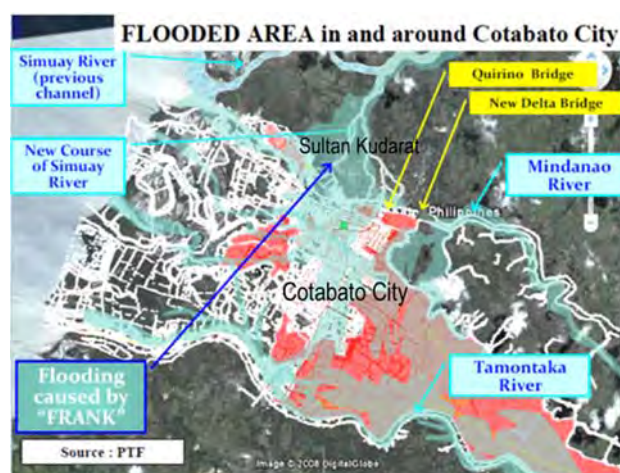 FLOODED AREA in and around Cotabato City
Simuay River
(previous
channel)
Quirino Bridge
New Delta Bridge
New Course
of Simuay
River
Sultan Kudarat
Mindanao
River
Philippines
Cotabato City
Flooding
caused by
"FRANK"
Tamontaka
River
Source : PTF
Image © 2008 DigitalGlobe